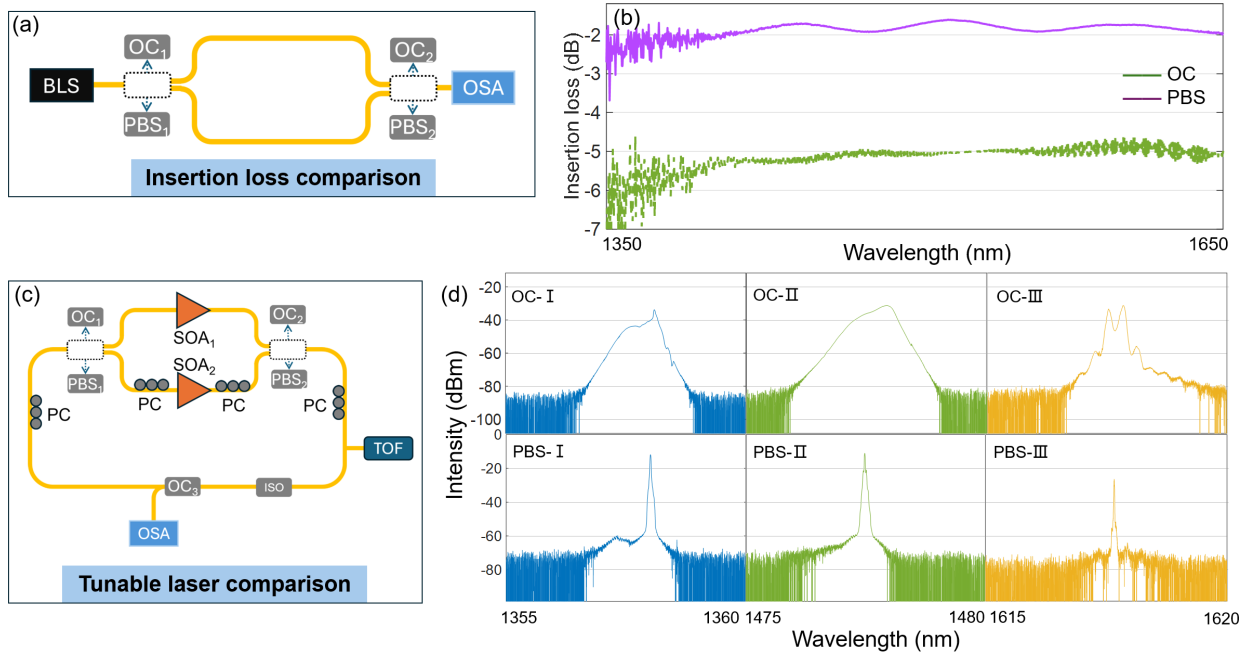 (a)
OC₁
OC₂
BLS
OSA
PBS₁
PBS₂
Insertion loss comparison
(b)
Insertion loss (dB)
-2
-3
-4
-5
-6
-7
OC
PBS
1350
1650
Wavelength (nm)
(c)
OC₁
OC₂
SOA₁
SOA₂
PBS₁
PBS₂
PC
PC
PC
PC
TOF
OC₃
ISO
OSA
Tunable laser comparison
(d)
Intensity (dBm)
-20
-40
-60
-80
-100
0
-20
-40
-60
-80
OC-Ⅰ
OC-Ⅱ
OC-Ⅲ
PBS-Ⅰ
PBS-Ⅱ
PBS-Ⅲ
1355
1360
1475
1480
1615
1620
Wavelength (nm)